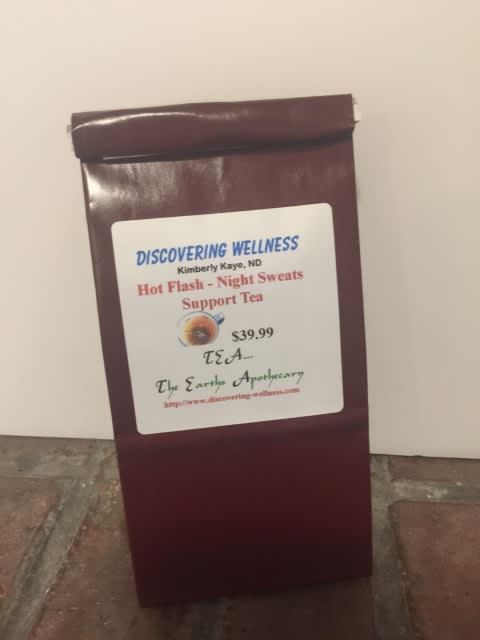 DISCOVERING WELLNESS
Kimberly Kaye, ND
Hot Flash - Night Sweats
Support Tea
$39.99
TEA...
The Earths Apothecary
http://www.discovering-wellness.com